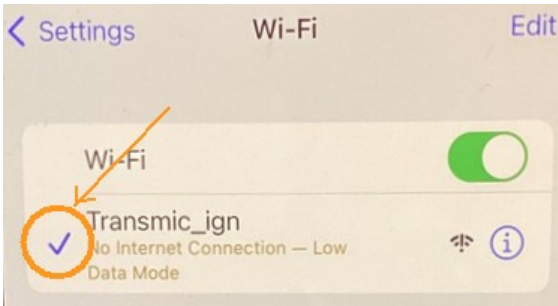 Settings
Wi-Fi
Edit
Wi-Fi
Transmic_ign
No Internet Connection — Low
Data Mode